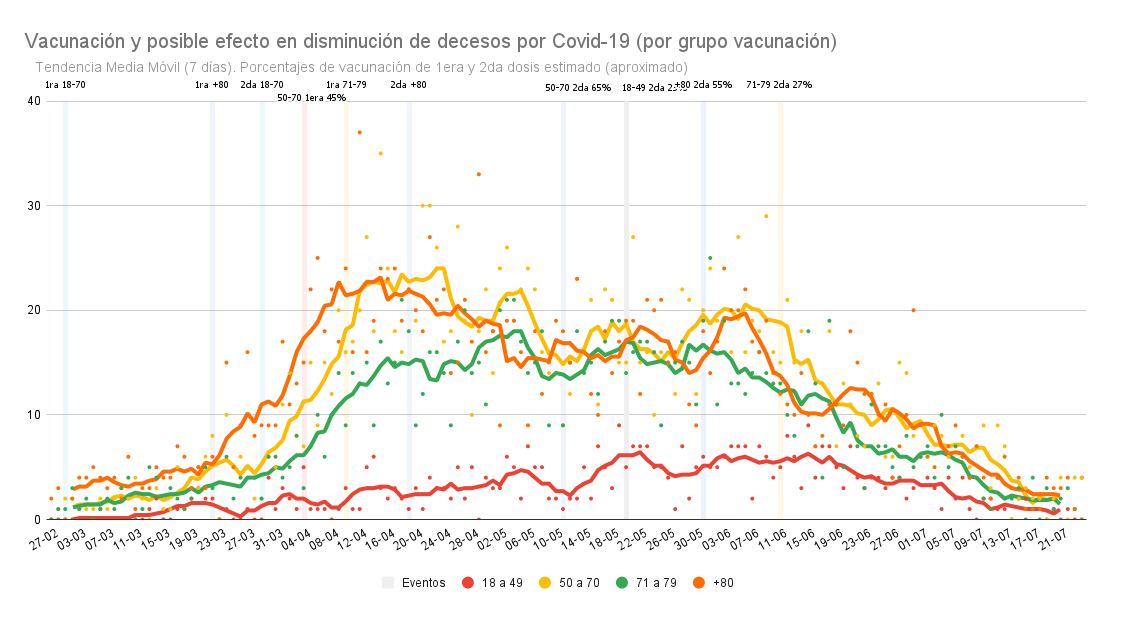 Vacunación y posible efecto en disminución de decesos por Covid-19 (por grupo vacunación)
Tendencia Media Móvil (7 días). Porcentajes de vacunación de 1era y 2da dosis estimado (aproximado)
1ra 18-70 1ra +80 2da 18-70 1ra 71-79 2da +80 50-70 2da 65% 18-49 2da +80 2da 55% 71-79 2da 27%
50-70 1era 45%
40
30
20
10
0
27-02 03-03 07-03 11-03 15-03 19-03 23-03 27-03 31-03 04-04 08-04 12-04 16-04 20-04 24-04 28-04 02-05 06-05 10-05 14-05 18-05 22-05 26-05 30-05 03-06 07-06 11-06 15-06 19-06 23-06 27-06 01-07 05-07 09-07 13-07 17-07 21-07
Eventos 18 a 49 50 a 70 71 a 79 +80